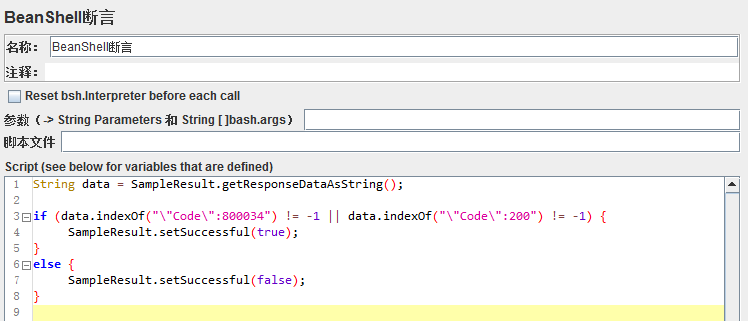 BeanShell断言
名称： BeanShell断言
注释：
Reset bsh.Interpreter before each call
参数（-> String Parameters 和 String [ ]bash.args）
脚本文件
Script (see below for variables that are defined)
1 String data = SampleResult.getResponseDataAsString();
2
3 if (data.indexOf("\"Code\":800034") != -1 || data.indexOf("\"Code\":200") != -1) {
4 SampleResult.setSuccessful(true);
5 }
6 else {
7 SampleResult.setSuccessful(false);
8 }
9